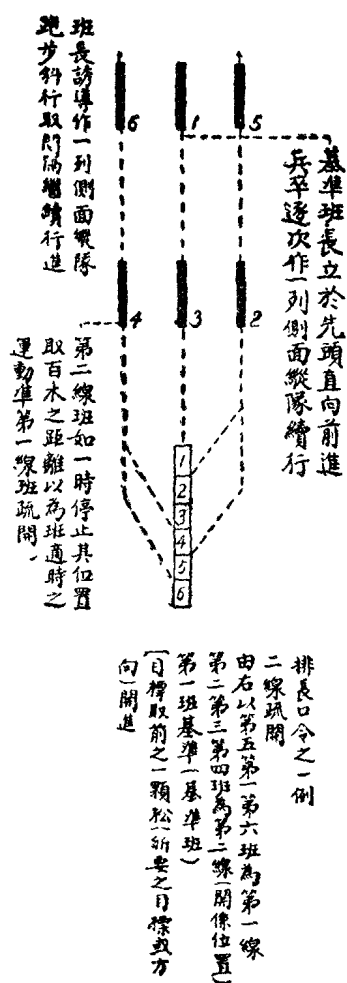 基準班長立於先頭直向前進
兵卒逐次作一列側面縱隊續行
班長誘導作一列側面縱隊
跑步斜行取間隔繼續行進
5
1
6
2
3
4
第二線班如一時停止其位置
取百米之距離以為班適時之
運動準第一線班疏開、
1
2
3
4
5
6
排長口令之一例
二線疏開
由右以第五第一第六班為第一線
第二第三第四班為第二線（關係位置）
第一班基準（基準班）
（目標取前之一顆松（所要之目標或方
向）開進